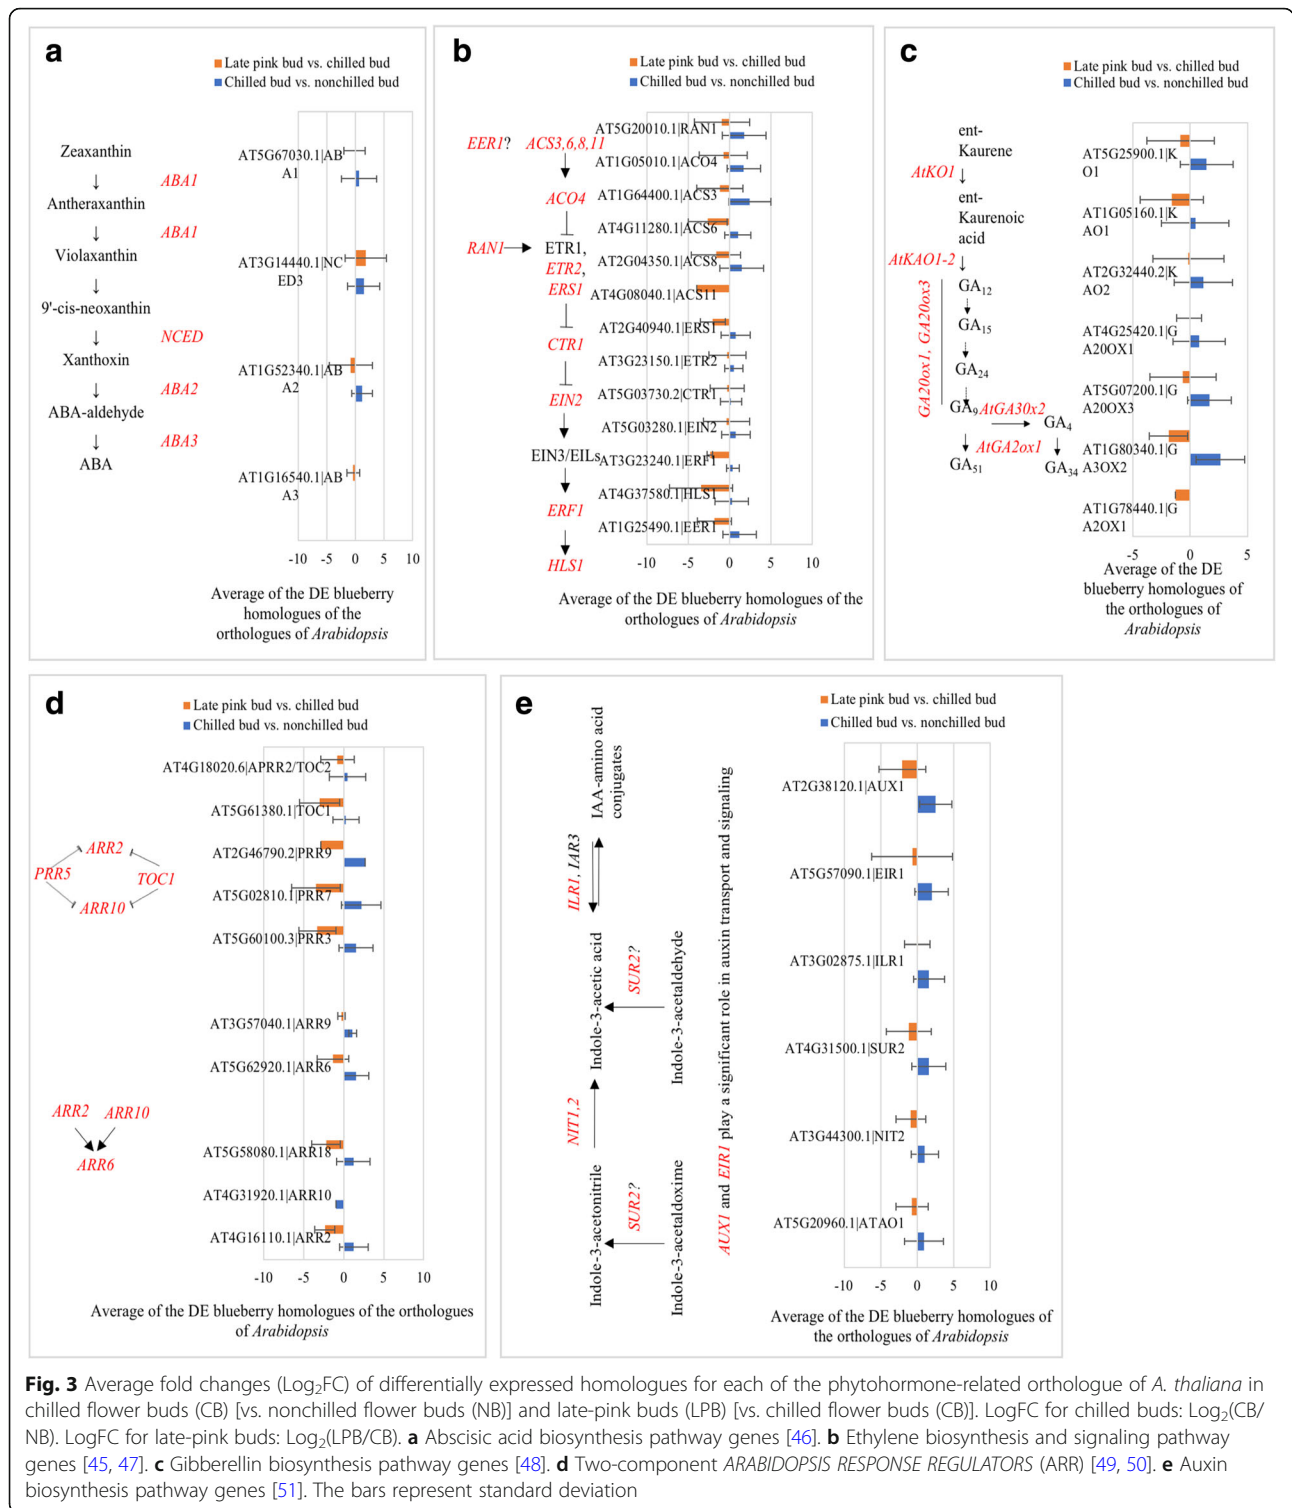 a
Late pink bud vs. chilled bud
Chilled bud vs. nonchilled bud
Zeaxanthin
ABA1
Antheraxanthin
ABA1
Violaxanthin
9'-cis-neoxanthin
NCED
Xanthoxin
ABA2
ABA-aldehyde
ABA3
ABA
AT5G67030.1|AB
A1
AT3G14440.1|NC
ED3
AT1G52340.1|AB
A2
AT1G16540.1|AB
A3
-10 -5 0 5 10
Average of the DE blueberry
homologues of the
orthologues of Arabidopsis
b
Late pink bud vs. chilled bud
Chilled bud vs. nonchilled bud
EER1? ACS3,6,8,11
ACO4
RAN1 ETR1,
ETR2,
ERS1
CTR1
EIN2
EIN3/EILs
ERF1
HLS1
AT5G20010.1|RAN1
AT1G05010.1|ACO4
AT1G64400.1|ACS3
AT4G11280.1|ACS6
AT2G04350.1|ACS8
AT4G08040.1|ACS11
AT2G40940.1|ERS1
AT3G23150.1|ETR2
AT5G03730.2|CTR1
AT5G03280.1|EIN2
AT3G23240.1|ERF1
AT4G37580.1|HLS1
AT1G25490.1|EER1
-10 -5 0 5 10
Average of the DE blueberry homologues of the
orthologues of Arabidopsis
c
Late pink bud vs. chilled bud
Chilled bud vs. nonchilled bud
ent-
Kaurene
AtKO1
ent-
Kaurenoic
acid
AtKAO1-2
GA12
GA15
GA24
GA20ox1, GA20ox3
GA9 AtGA30x2 GA4
AtGA2ox1
GA51 GA34
AT5G25900.1|K
O1
AT1G05160.1|K
AO1
AT2G32440.2|K
AO2
AT4G25420.1|G
A20OX1
AT5G07200.1|G
A20OX3
AT1G80340.1|G
A3OX2
AT1G78440.1|G
A2OX1
-5 0 5
Average of the DE
blueberry homologues of
the orthologues of
Arabidopsis
d
Late pink bud vs. chilled bud
Chilled bud vs. nonchilled bud
ARR2
PRR5 TOC1
ARR10
ARR2 ARR10
ARR6
AT4G18020.6|APRR2/TOC2
AT5G61380.1|TOC1
AT2G46790.2|PRR9
AT5G02810.1|PRR7
AT5G60100.3|PRR3
AT3G57040.1|ARR9
AT5G62920.1|ARR6
AT5G58080.1|ARR18
AT4G31920.1|ARR10
AT4G16110.1|ARR2
-10 -5 0 5 10
Average of the DE blueberry homologues of the orthologues
of Arabidopsis
e
Late pink bud vs. chilled bud
Chilled bud vs. nonchilled bud
IAA-amino acid
conjugates
ILR1, IAR3
Indole-3-acetic acid
SUR2?
Indole-3-acetaldehyde
NIT1,2
Indole-3-acetonitrile
SUR2?
Indole-3-acetaldoxime
AUX1 and EIR1 play a significant role in auxin transport and signaling
AT2G38120.1|AUX1
AT5G57090.1|EIR1
AT3G02875.1|ILR1
AT4G31500.1|SUR2
AT3G44300.1|NIT2
AT5G20960.1|ATAO1
-10 -5 0 5 10
Average of the DE blueberry homologues of
the orthologues of Arabidopsis
Fig. 3 Average fold changes (Log2FC) of differentially expressed homologues for each of the phytohormone-related orthologue of A. thaliana in
chilled flower buds (CB) [vs. nonchilled flower buds (NB)] and late-pink buds (LPB) [vs. chilled flower buds (CB)]. LogFC for chilled buds: Log2(CB/
NB). LogFC for late-pink buds: Log2(LPB/CB). a Abscisic acid biosynthesis pathway genes [46]. b Ethylene biosynthesis and signaling pathway
genes [45, 47]. c Gibberellin biosynthesis pathway genes [48]. d Two-component ARABIDOPSIS RESPONSE REGULATORS (ARR) [49, 50]. e Auxin
biosynthesis pathway genes [51]. The bars represent standard deviation